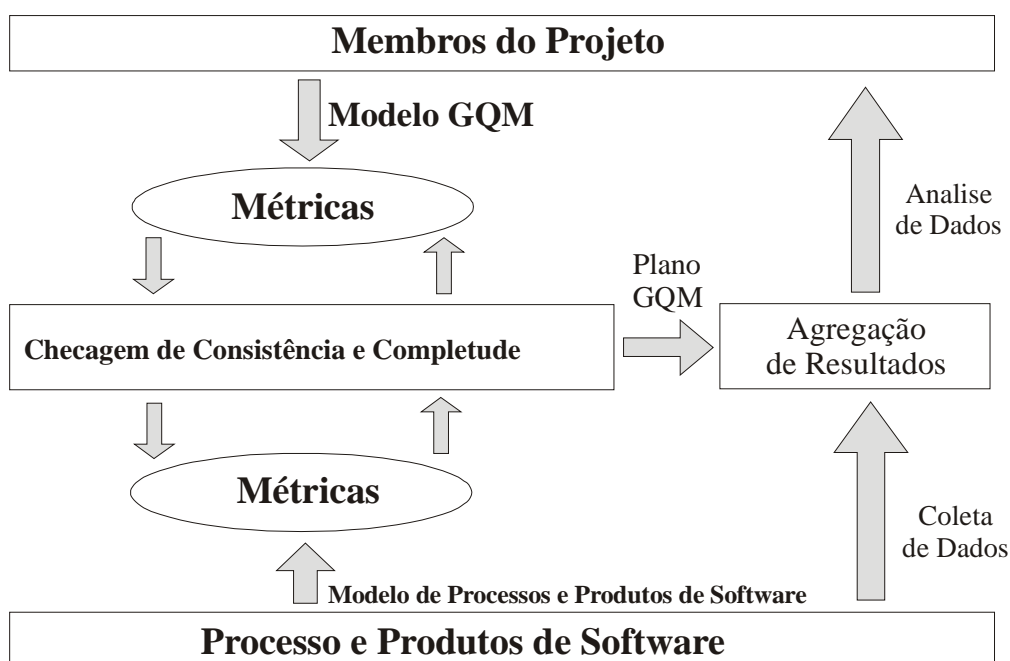 Membros do Projeto
Modelo GQM
Métricas
Analise
de Dados
Plano
GQM
Checagem de Consistência e Completude
Agregação
de Resultados
Métricas
Coleta
de Dados
Modelo de Processos e Produtos de Software
Processo e Produtos de Software